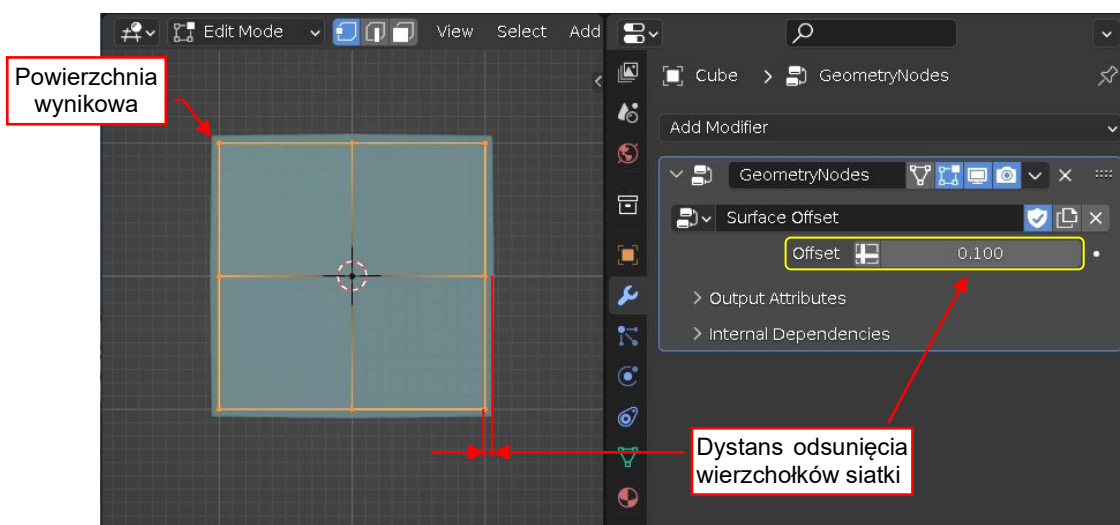 Edit Mode View Select Add
Powierzchnia
wynikowa
Cube > GeometryNodes
Add Modifier
GeometryNodes
Surface Offset
Offset 0.100
> Output Attributes
> Internal Dependencies
Dystans odsunięcia
wierzchołków siatki